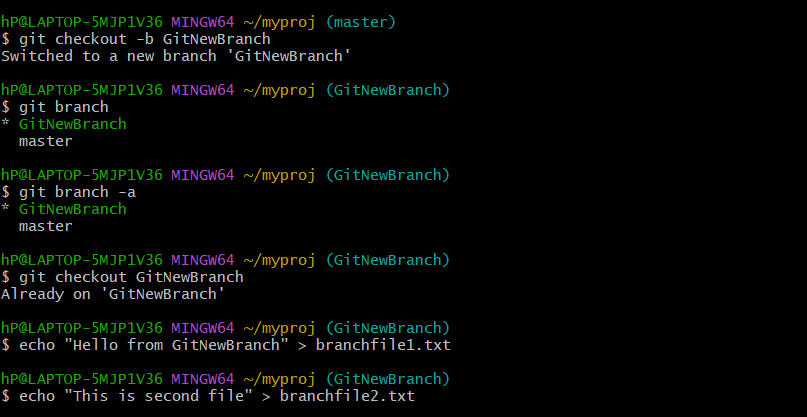 hP@LAPTOP-5MJP1V36 MINGW64 ~/myproj (master)
$ git checkout -b GitNewBranch
Switched to a new branch 'GitNewBranch'
hP@LAPTOP-5MJP1V36 MINGW64 ~/myproj (GitNewBranch)
$ git branch
* GitNewBranch
  master
hP@LAPTOP-5MJP1V36 MINGW64 ~/myproj (GitNewBranch)
$ git branch -a
* GitNewBranch
  master
hP@LAPTOP-5MJP1V36 MINGW64 ~/myproj (GitNewBranch)
$ git checkout GitNewBranch
Already on 'GitNewBranch'
hP@LAPTOP-5MJP1V36 MINGW64 ~/myproj (GitNewBranch)
$ echo "Hello from GitNewBranch" > branchfile1.txt
hP@LAPTOP-5MJP1V36 MINGW64 ~/myproj (GitNewBranch)
$ echo "This is second file" > branchfile2.txt